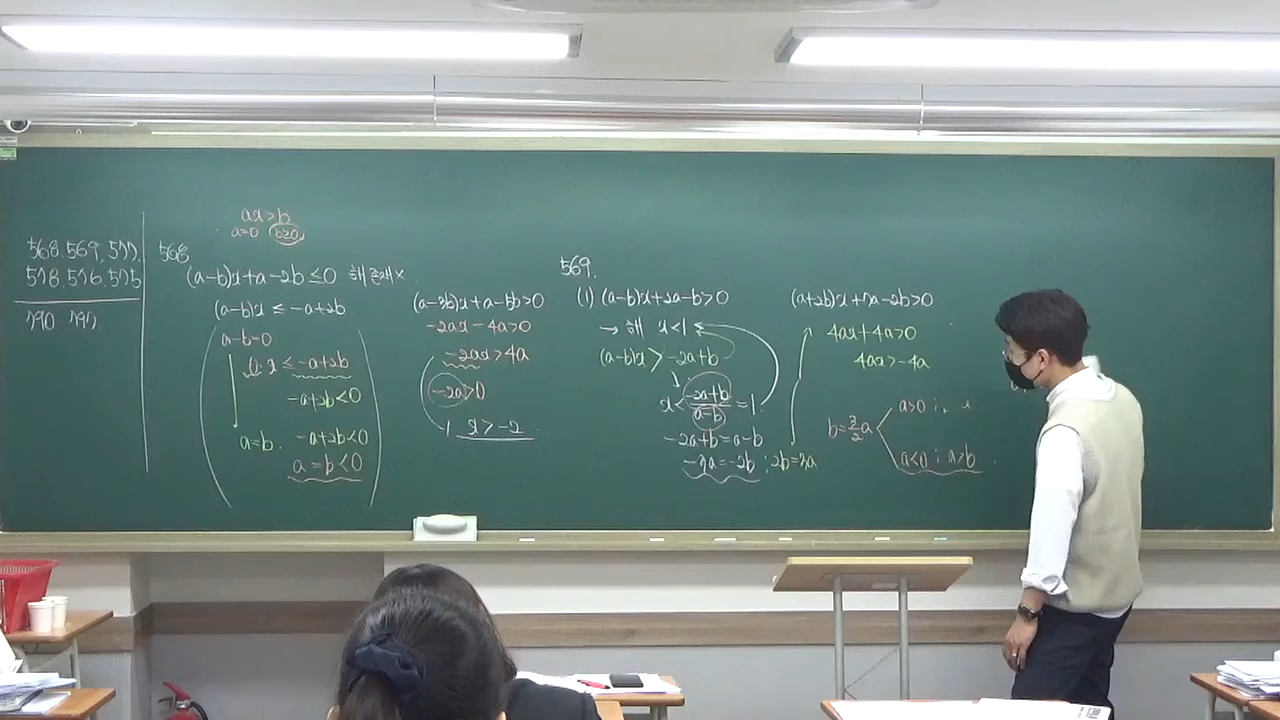 568. 569, 577.
578. 576. 575
790 797.
568
ax>b
a=0 b≥0
(a-b)x+a-2b≤0 해 존재×
(a-b)x ≤ -a+2b
a-b=0
0·x ≤ -a+2b
-a+2b<0
a=b. -a+2b<0
a=b<0
(a-3b)x+a-5b>0
-2ax-4a>0
-2ax>4a
-2a>0
x>-2
569.
(1) (a-b)x+2a-b>0
→ 해 x<1
(a-b)x > -2a+b
x< (-2a+b)/(a-b) =1
-2a+b=a-b
-3a=-2b ; 2b=3a
(a+2b)x+7a-2b>0
4ax+4a>0
4ax>-4a
b=3/2a
a>0 ;
a<0 ; a>b